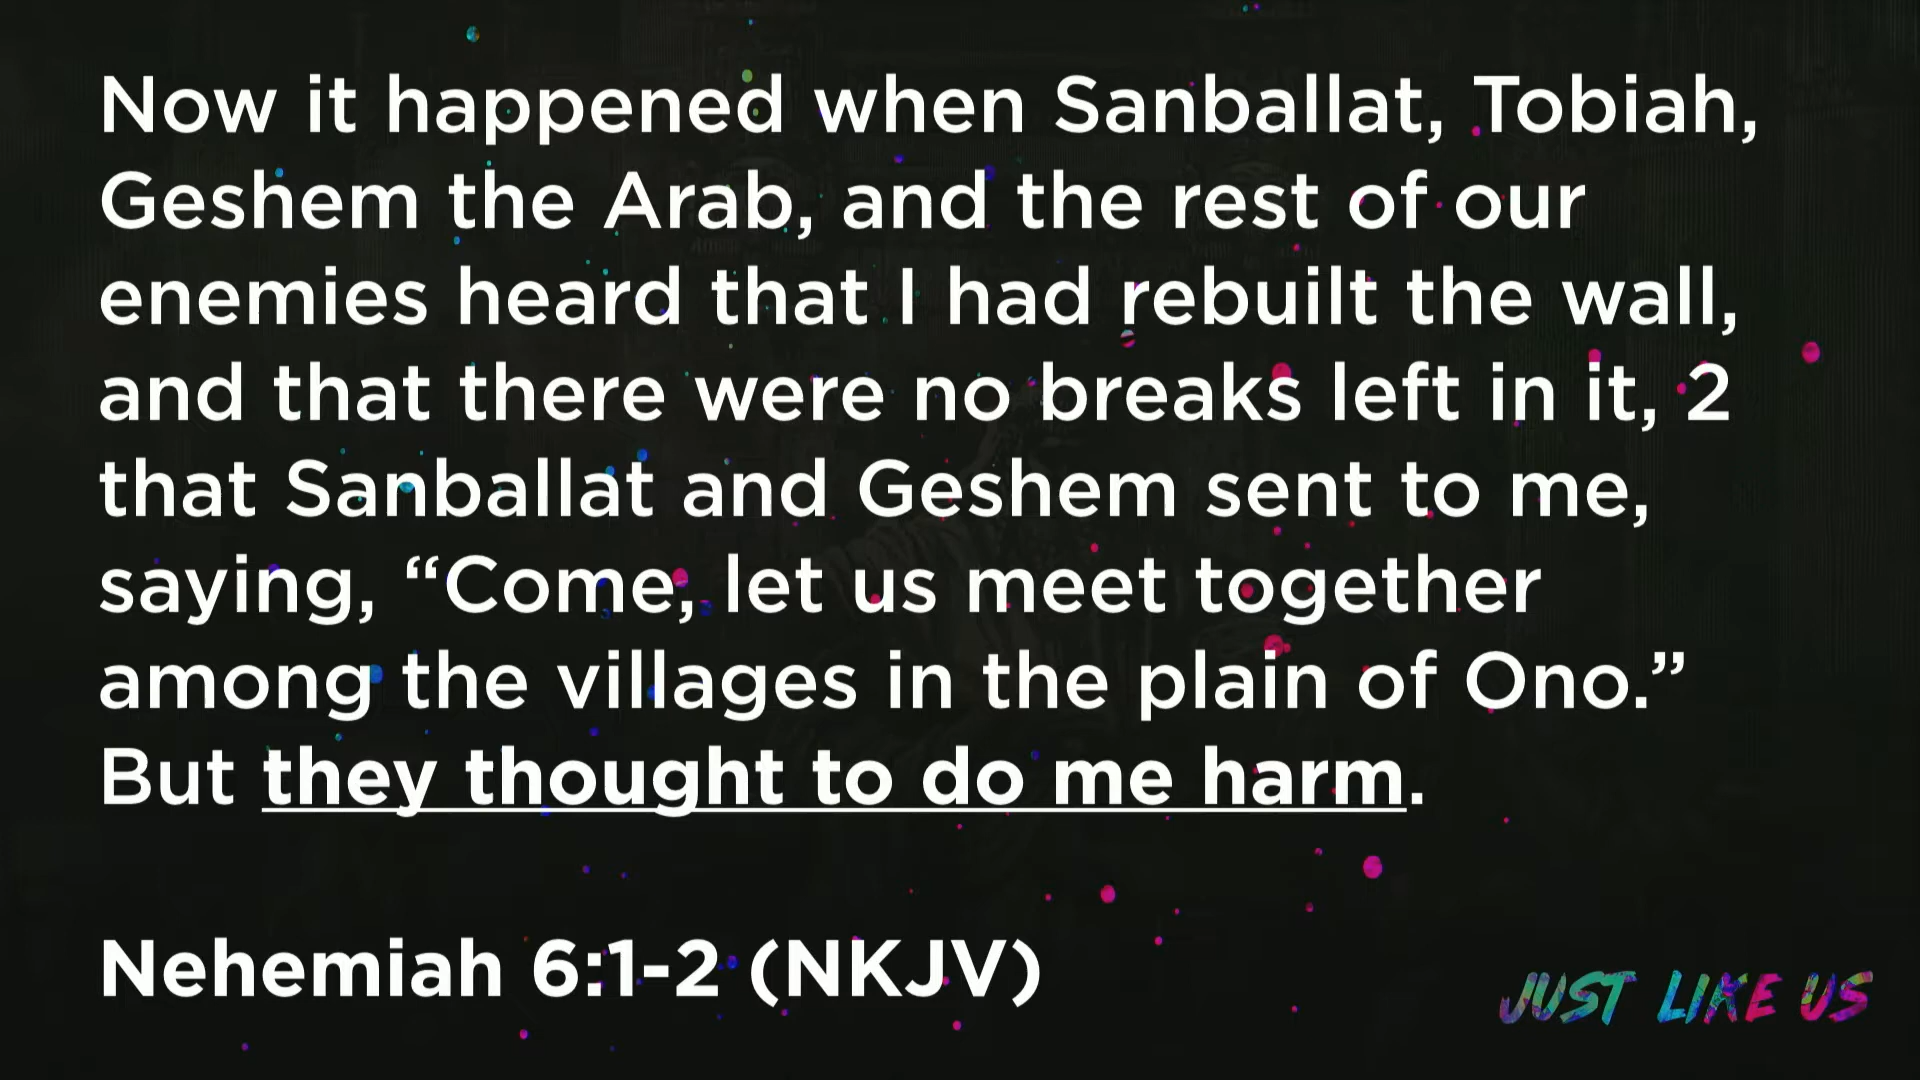 Now it happened when Sanballat, Tobiah,
Geshem the Arab, and the rest of our
enemies heard that I had rebuilt the wall,
and that there were no breaks left in it, 2
that Sanballat and Geshem sent to me,
saying, “Come, let us meet together
among the villages in the plain of Ono.”
But they thought to do me harm.
Nehemiah 6:1-2 (NKJV)
JUST LIKE US